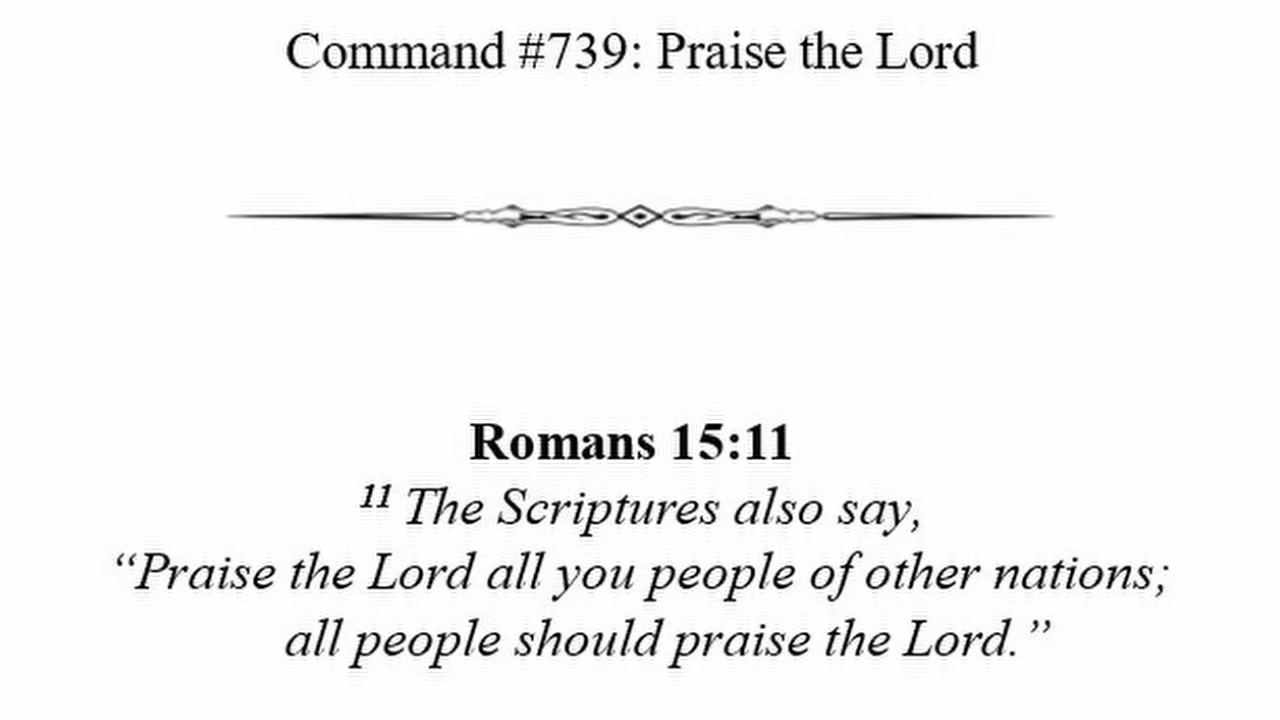 Command #739: Praise the Lord
Romans 15:11
11 The Scriptures also say,
“Praise the Lord all you people of other nations;
all people should praise the Lord.”